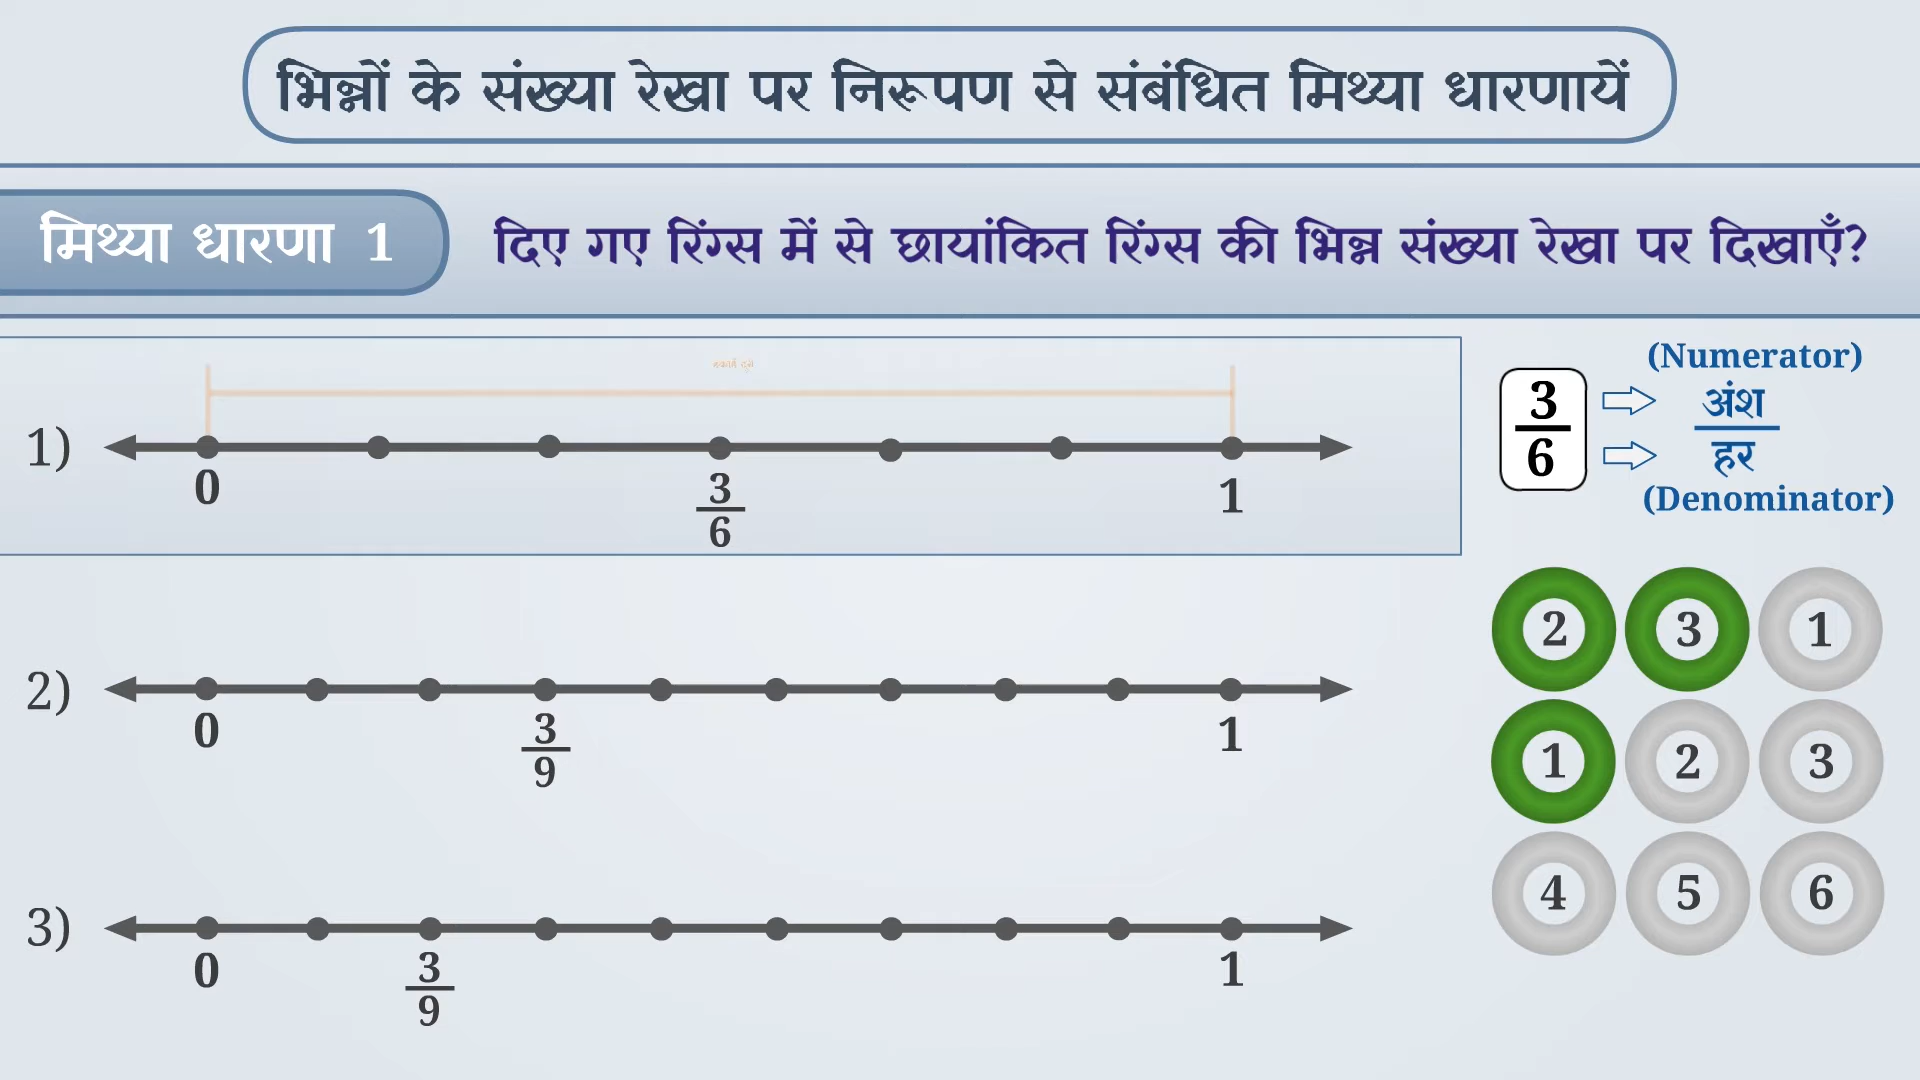 भिन्नों के संख्या रेखा पर निरूपण से संबंधित मिथ्या धारणायें
मिथ्या धारणा 1
दिए गए रिंग्स में से छायांकित रिंग्स की भिन्न संख्या रेखा पर दिखाएँ?
1)
0
3
6
1
3
6
(Numerator)
अंश
हर
(Denominator)
2)
0
3
9
1
3)
0
3
9
1
2 3 1
1 2 3
4 5 6